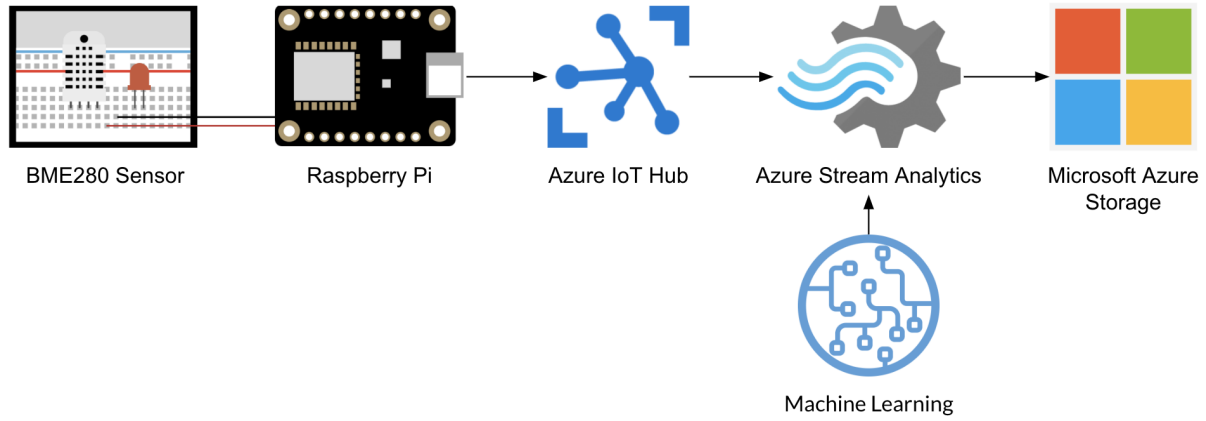 BME280 Sensor
Raspberry Pi
Azure IoT Hub
Azure Stream Analytics
Microsoft Azure
Storage
Machine Learning